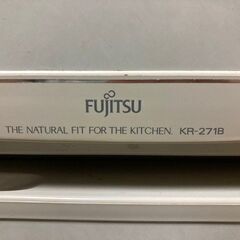 FUJITSU
THE NATURAL FIT FOR THE KITCHEN. KR-271B